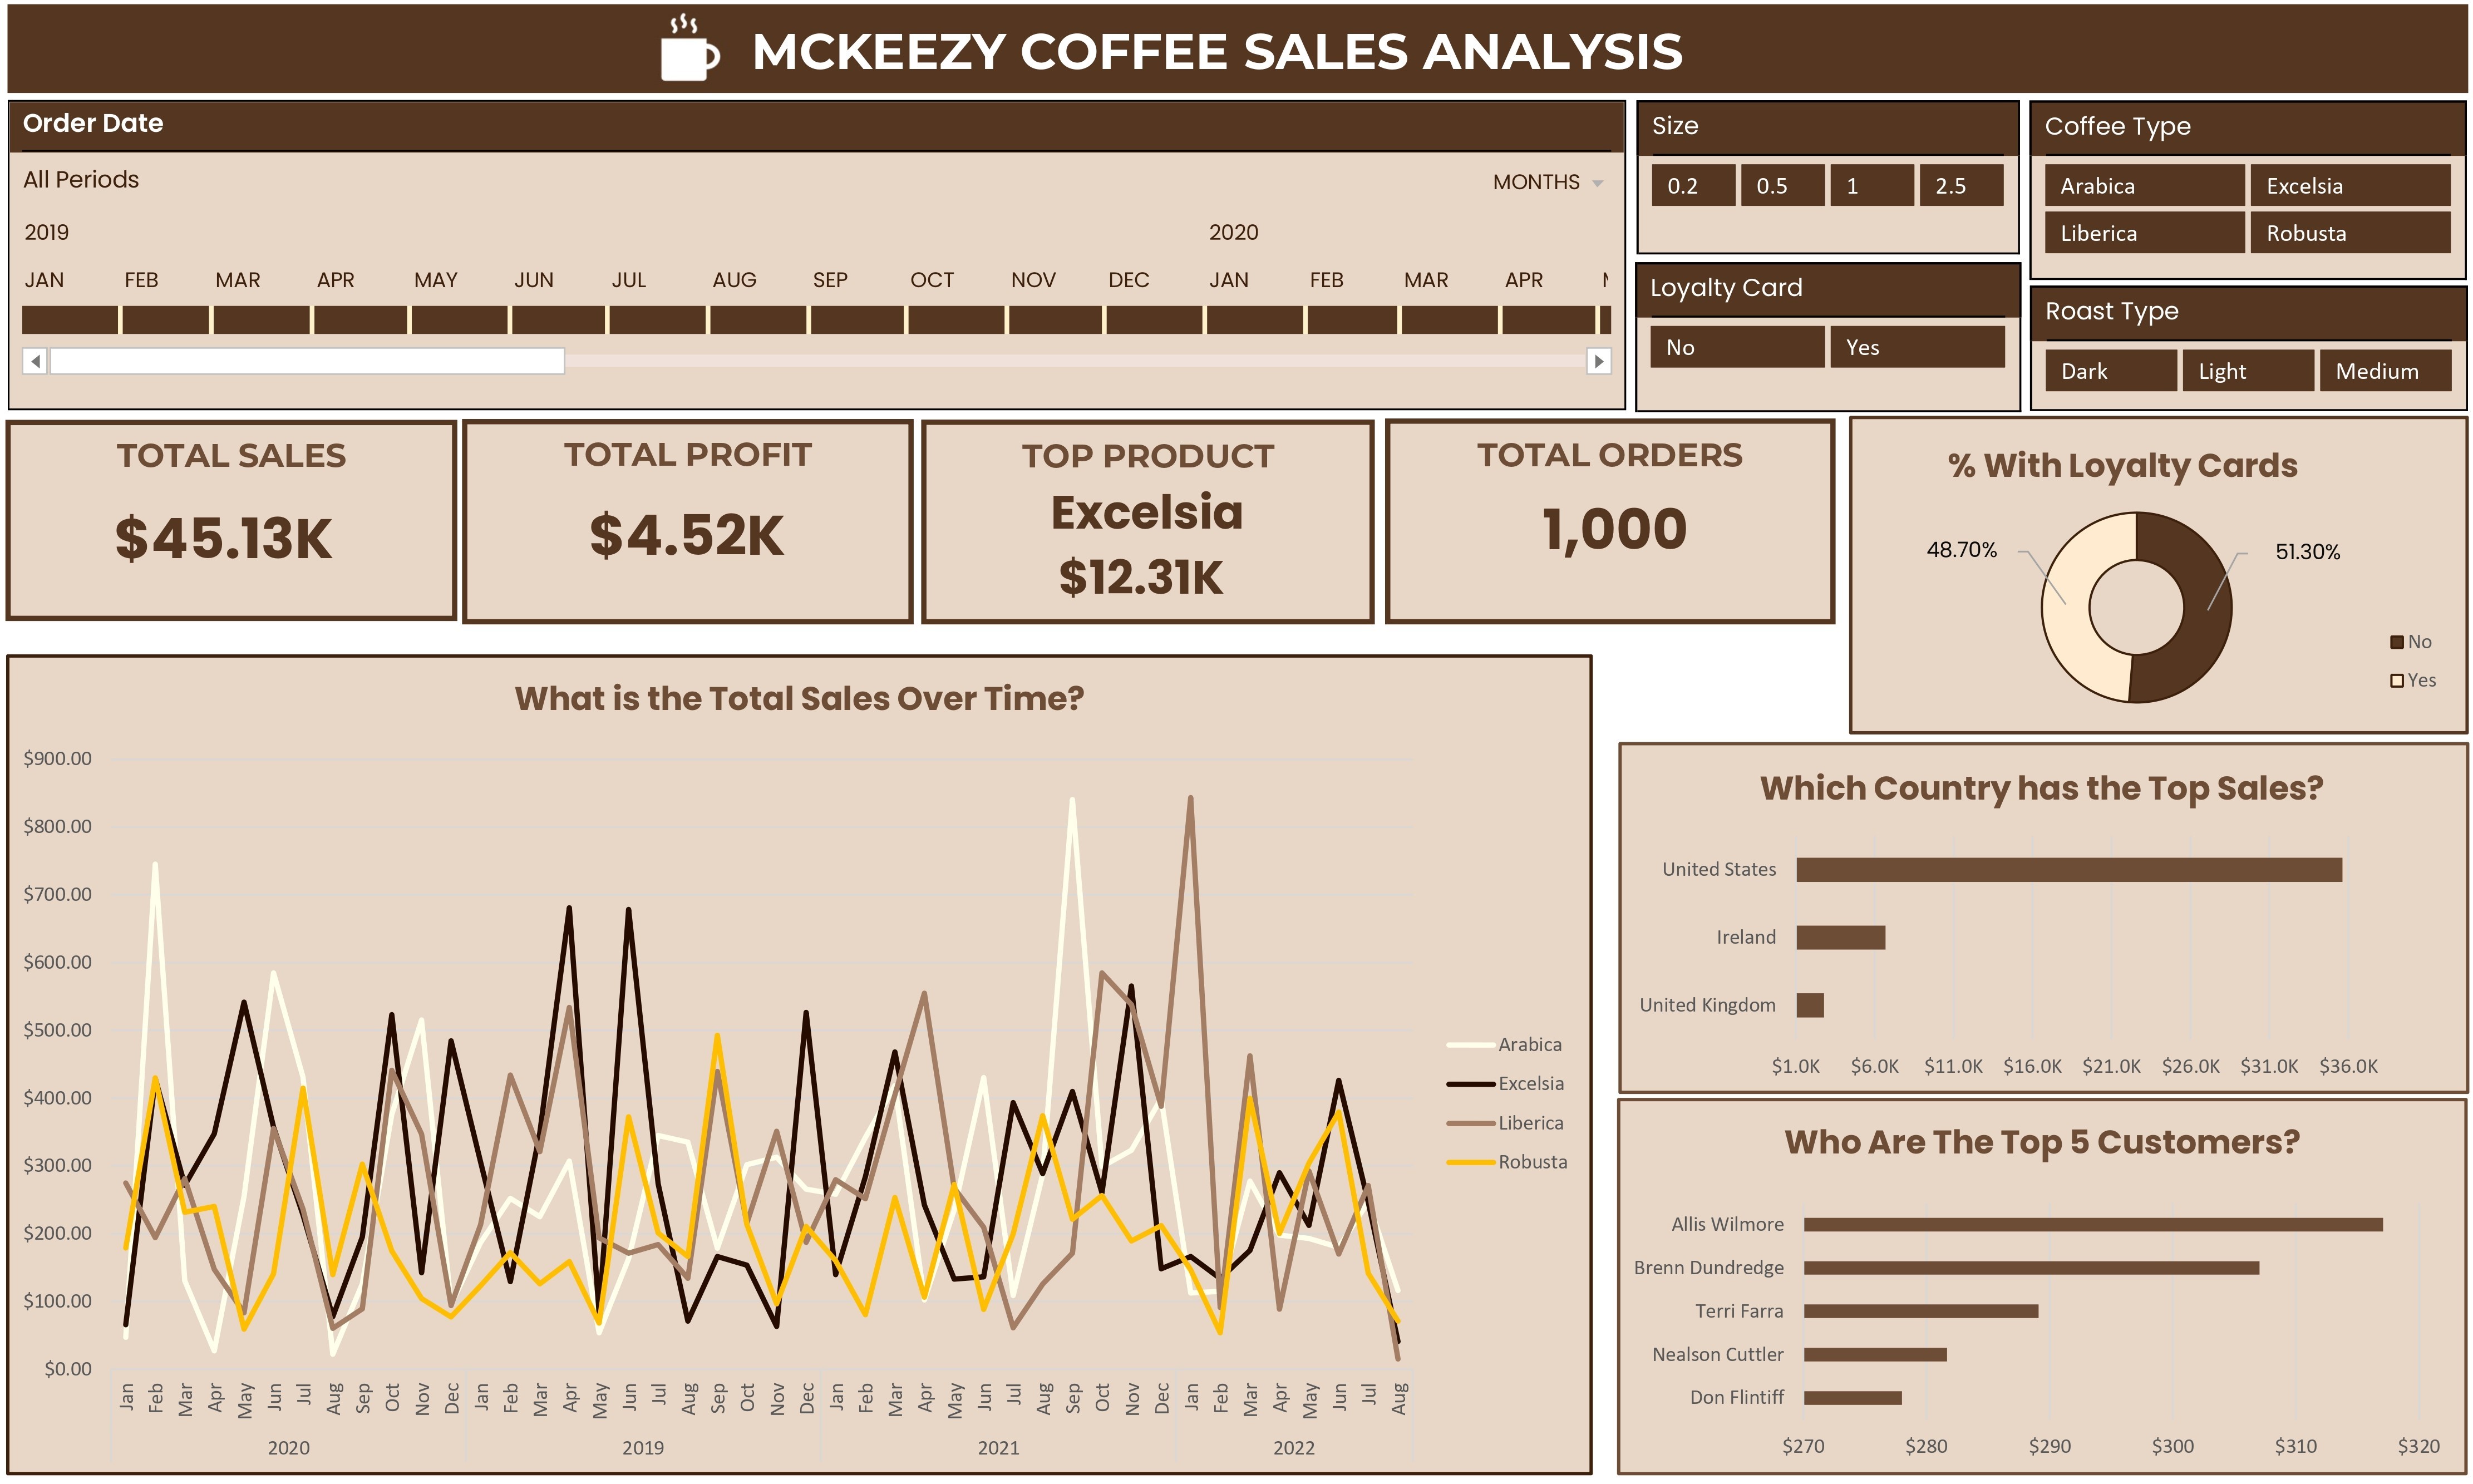 MCKEEZY COFFEE SALES ANALYSIS
Order Date
All Periods
MONTHS
2019 2020
JAN FEB MAR APR MAY JUN JUL AUG SEP OCT NOV DEC JAN FEB MAR APR
Size
0.2 0.5 1 2.5
Loyalty Card
No Yes
Coffee Type
Arabica Excelsia
Liberica Robusta
Roast Type
Dark Light Medium
TOTAL SALES
$45.13K
TOTAL PROFIT
$4.52K
TOP PRODUCT
Excelsia
$12.31K
TOTAL ORDERS
1,000
% With Loyalty Cards
48.70% 51.30%
No
Yes
What is the Total Sales Over Time?
$900.00
$800.00
$700.00
$600.00
$500.00
$400.00
$300.00
$200.00
$100.00
$0.00
Jan Feb Mar Apr May Jun Jul Aug Sep Oct Nov Dec Jan Feb Mar Apr May Jun Jul Aug Sep Oct Nov Dec Jan Feb Mar Apr May Jun Jul Aug Sep Oct Nov Dec Jan Feb Mar Apr May Jun Jul Aug
2020 2019 2021 2022
Arabica
Excelsia
Liberica
Robusta
Which Country has the Top Sales?
United States
Ireland
United Kingdom
$1.0K $6.0K $11.0K $16.0K $21.0K $26.0K $31.0K $36.0K
Who Are The Top 5 Customers?
Allis Wilmore
Brenn Dundredge
Terri Farra
Nealson Cuttler
Don Flintiff
$270 $280 $290 $300 $310 $320